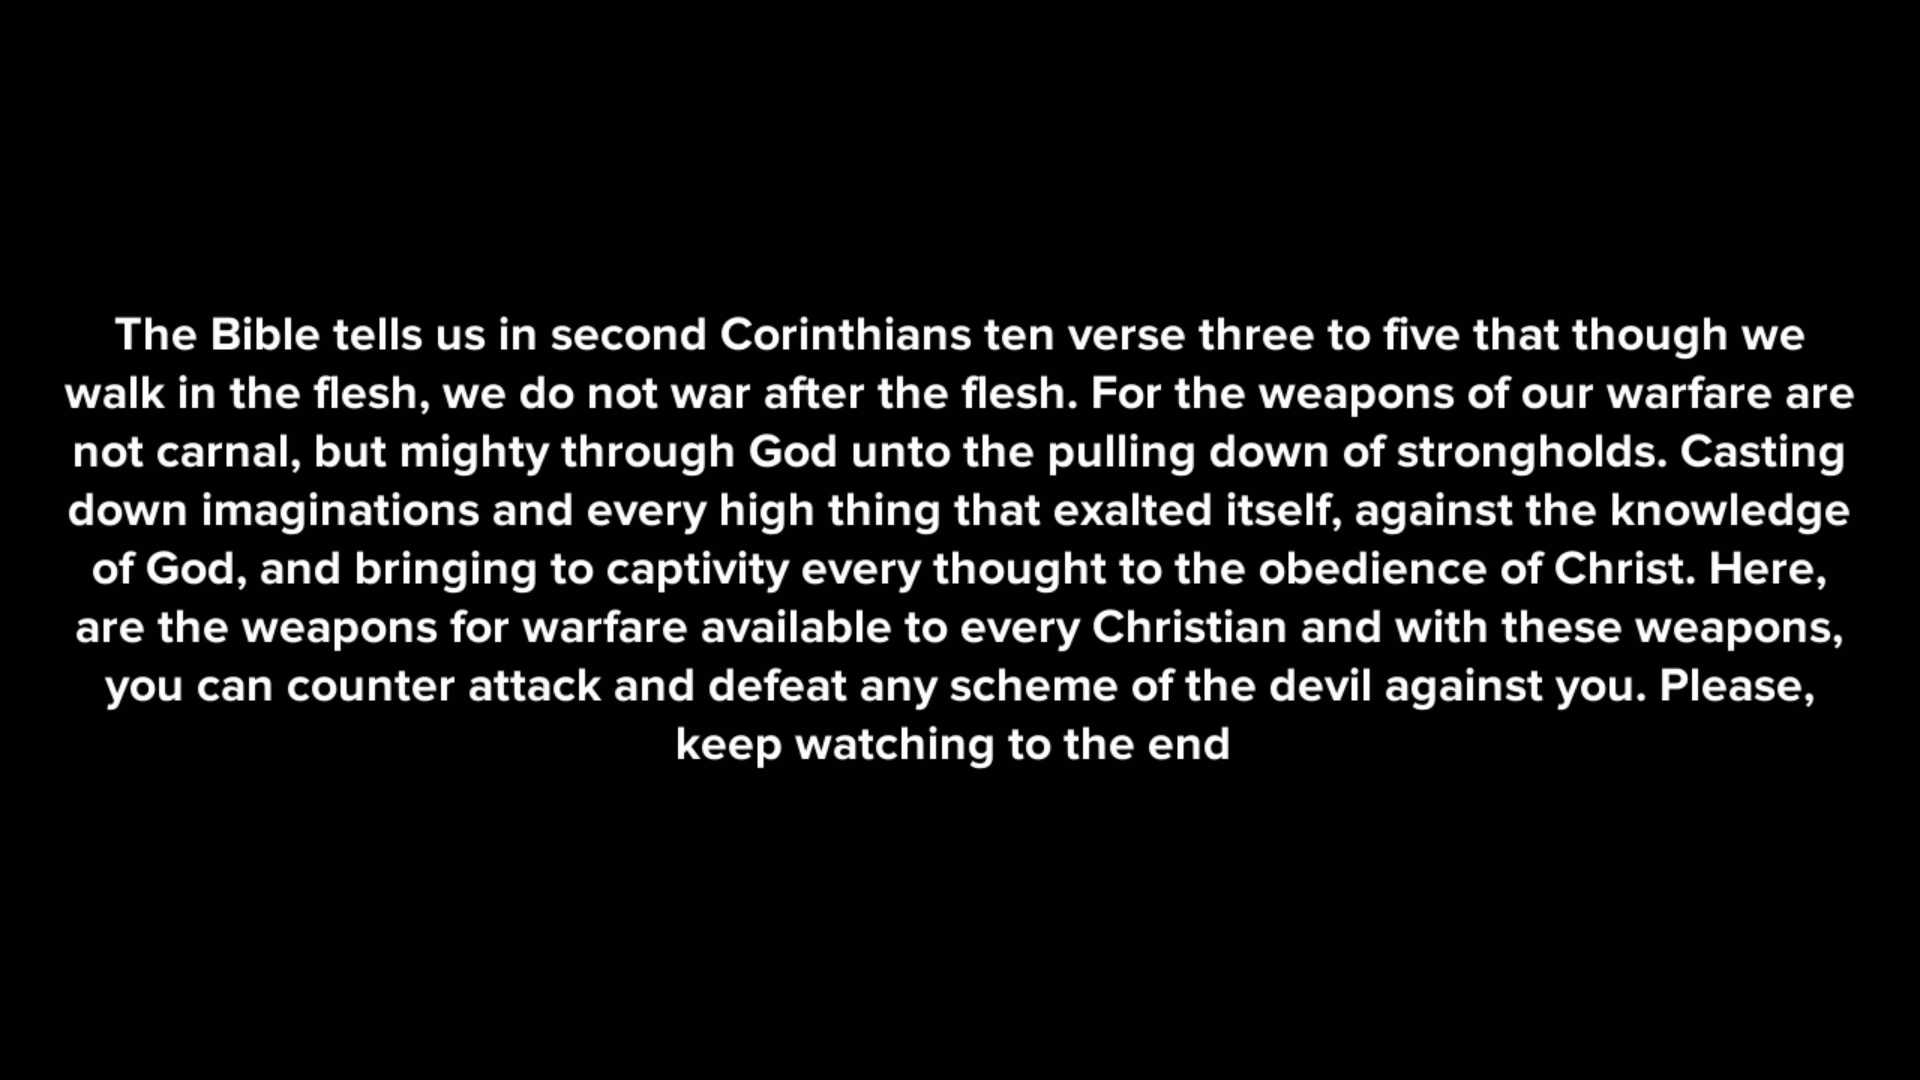 The Bible tells us in second Corinthians ten verse three to five that though we
walk in the flesh, we do not war after the flesh. For the weapons of our warfare are
not carnal, but mighty through God unto the pulling down of strongholds. Casting
down imaginations and every high thing that exalted itself, against the knowledge
of God, and bringing to captivity every thought to the obedience of Christ. Here,
are the weapons for warfare available to every Christian and with these weapons,
you can counter attack and defeat any scheme of the devil against you. Please,
keep watching to the end